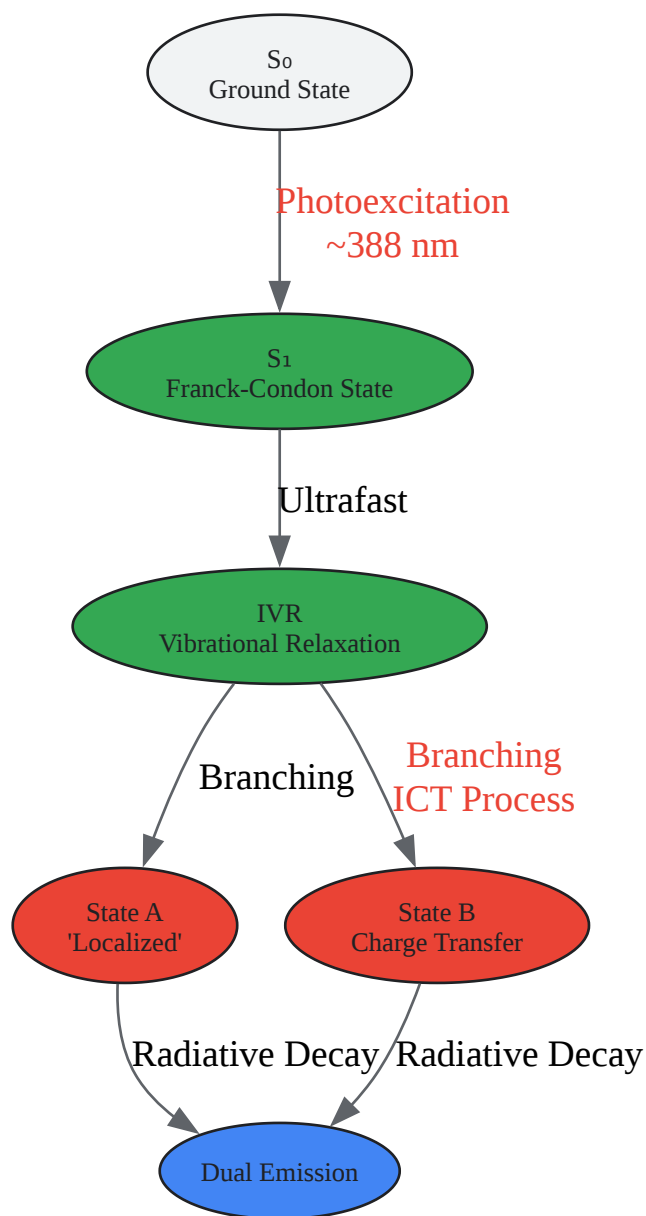 S₀
Ground State
Photoexcitation
~388 nm
S₁
Franck-Condon State
Ultrafast
IVR
Vibrational Relaxation
Branching
Branching
ICT Process
State A
'Localized'
State B
Charge Transfer
Radiative Decay
Radiative Decay
Dual Emission